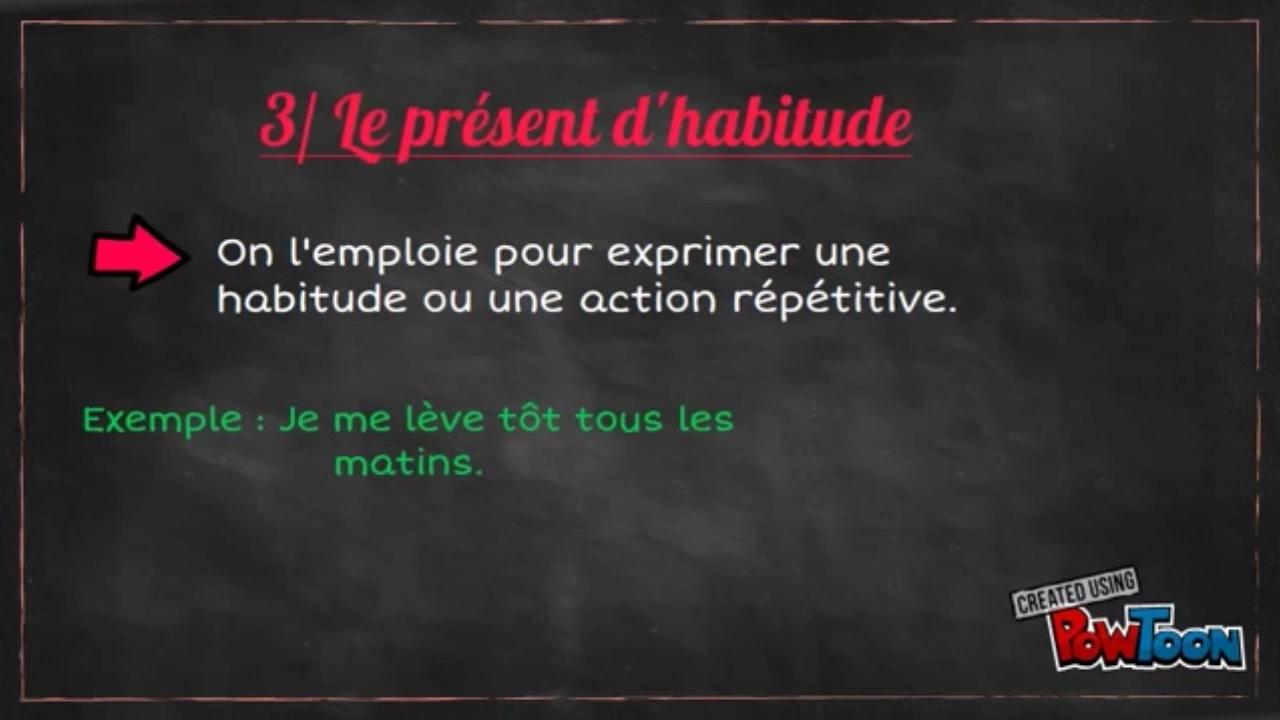 3/ Le présent d'habitude
On l'emploie pour exprimer une
habitude ou une action répétitive.
Exemple : Je me lève tôt tous les
matins.
CREATED USING
POWTOON